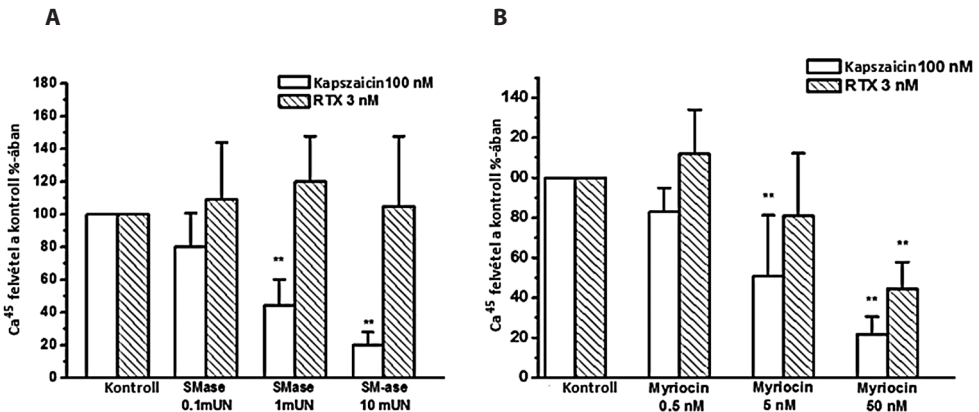 A
Kapszaicin 100 nM
RTX 3 nM
Ca45 felvétel a kontroll %-ában
180
160
140
120
100
80
60
40
20
0
**
**
Kontroll
SMase
0.1mUN
SMase
1mUN
SM-ase
10 mUN
B
Kapszaicin 100 nM
RTX 3 nM
Ca45 felvétel a kontroll %-ában
140
20
00
80
60
40
20
0
**
**
**
Kontroll
Myriocin
0.5 nM
Myriocin
5 nM
Myriocin
50 nM